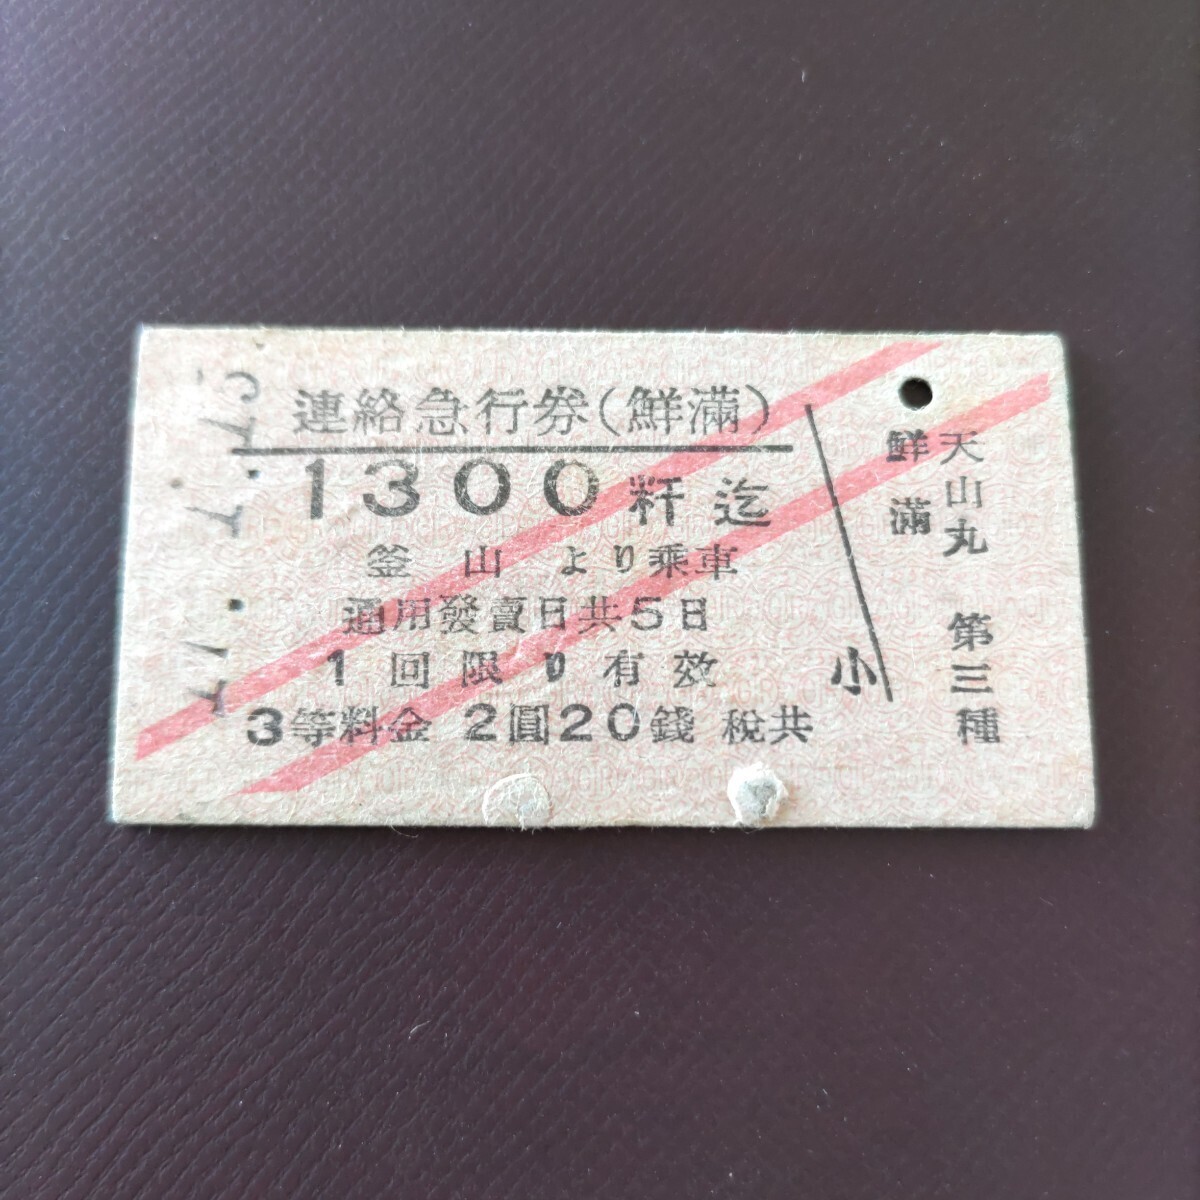 連絡急行券(鮮滿)
1300粁迄
釜山より乗車
通用發賣日共5日
1回限り有效
3等料金 2圓20錢 税共
小
鮮滿
天山丸 第三種